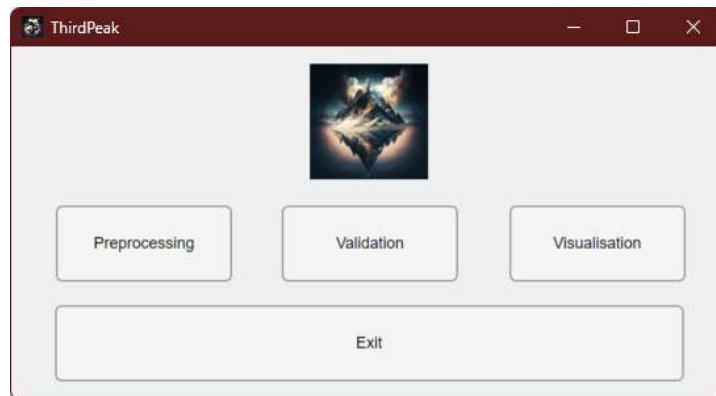 ThirdPeak
Preprocessing
Validation
Visualisation
Exit